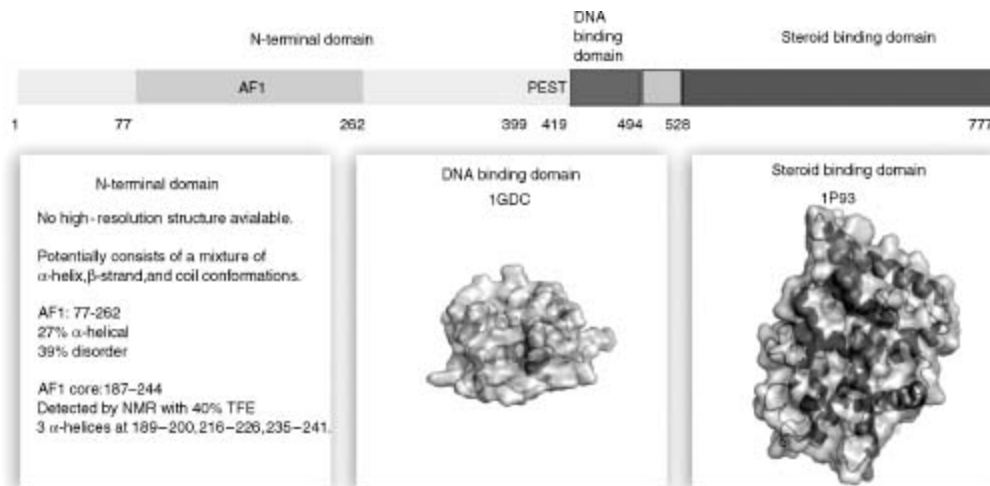 N-terminal domain
DNA
binding
domain
Steroid binding domain
AF1
PEST
1 77 262 399 419 494 528 777
N-terminal domain
No high-resolution structure avialable.
Potentially consists of a mixture of
α-helix,β-strand,and coil conformations.
AF1: 77-262
27% α-helical
39% disorder
AF1 core:187–244
Detected by NMR with 40% TFE
3 α-helices at 189–200,216–226,235–241.
DNA binding domain
1GDC
Steroid binding domain
1P93